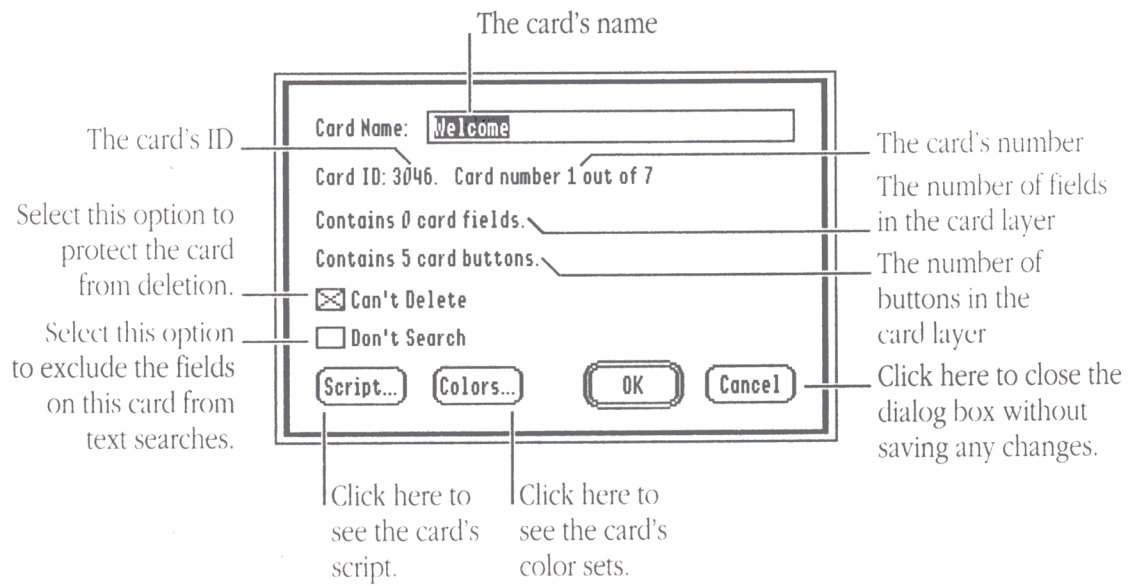 The card's name
Card Name: Welcome
The card's ID
Card ID: 3046. Card number 1 out of 7
The card's number
Contains 0 card fields.
The number of fields
in the card layer
Contains 5 card buttons.
The number of
buttons in the
card layer
Select this option to
protect the card
from deletion.
Can't Delete
Select this option
to exclude the fields
on this card from
text searches.
Don't Search
Script...
Colors...
OK
Cancel
Click here to close the
dialog box without
saving any changes.
Click here to
see the card's
script.
Click here to
see the card's
color sets.